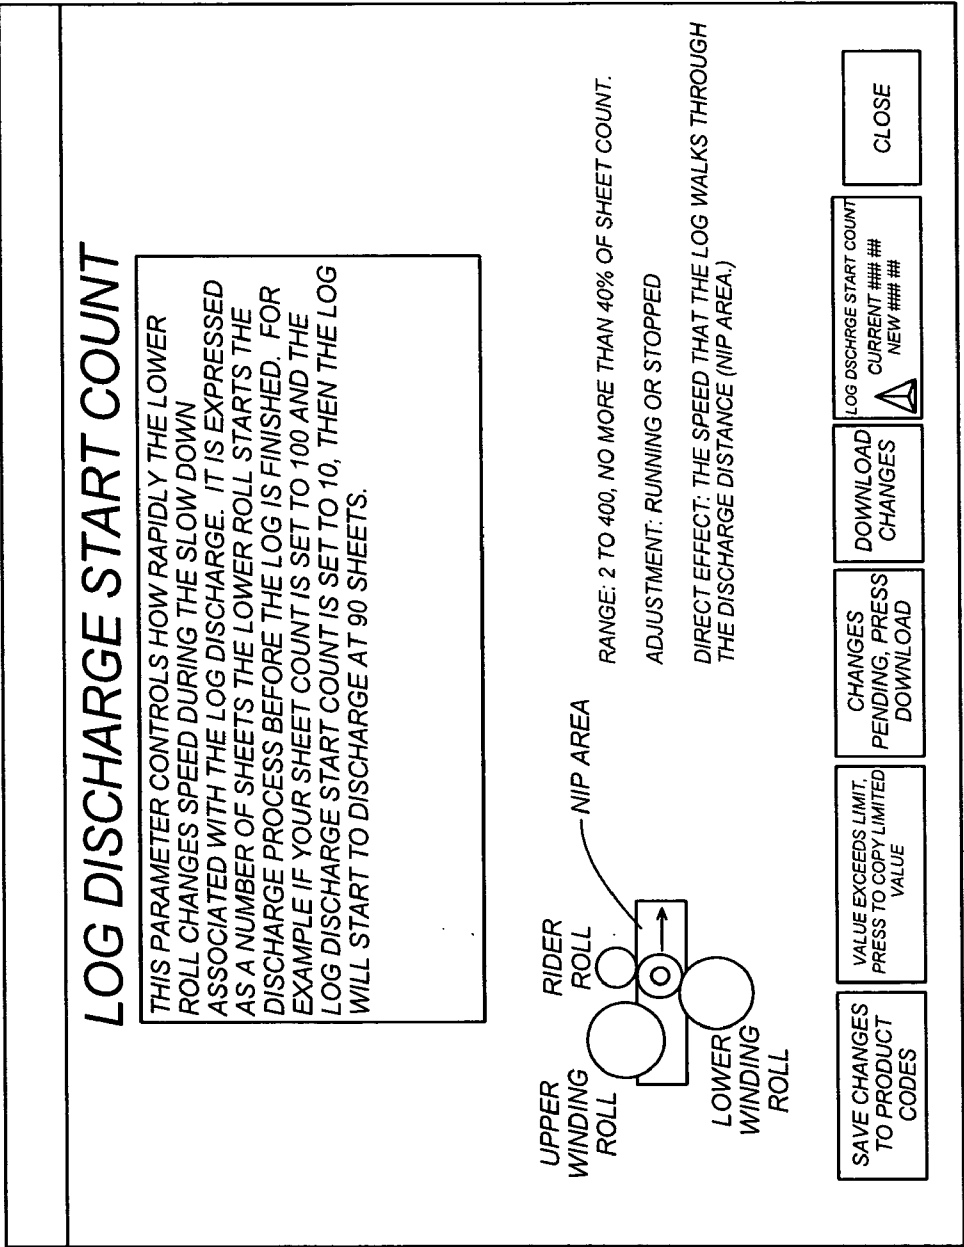 LOG DISCHARGE START COUNT
THIS PARAMETER CONTROLS HOW RAPIDLY THE LOWER
ROLL CHANGES SPEED DURING THE SLOW DOWN
ASSOCIATED WITH THE LOG DISCHARGE. IT IS EXPRESSED
AS A NUMBER OF SHEETS THE LOWER ROLL STARTS THE
DISCHARGE PROCESS BEFORE THE LOG IS FINISHED. FOR
EXAMPLE IF YOUR SHEET COUNT IS SET TO 100 AND THE
LOG DISCHARGE START COUNT IS SET TO 10, THEN THE LOG
WILL START TO DISCHARGE AT 90 SHEETS.
UPPER
WINDING
ROLL
RIDER
ROLL
NIP AREA
LOWER
WINDING
ROLL
RANGE: 2 TO 400, NO MORE THAN 40% OF SHEET COUNT.
ADJUSTMENT: RUNNING OR STOPPED
DIRECT EFFECT: THE SPEED THAT THE LOG WALKS THROUGH
THE DISCHARGE DISTANCE (NIP AREA.)
SAVE CHANGES
TO PRODUCT
CODES
VALUE EXCEEDS LIMIT,
PRESS TO COPY LIMITED
VALUE
CHANGES
PENDING, PRESS
DOWNLOAD
DOWNLOAD
CHANGES
LOG DSCHRGE START COUNT
CURRENT ### ##
NEW ### ##
CLOSE